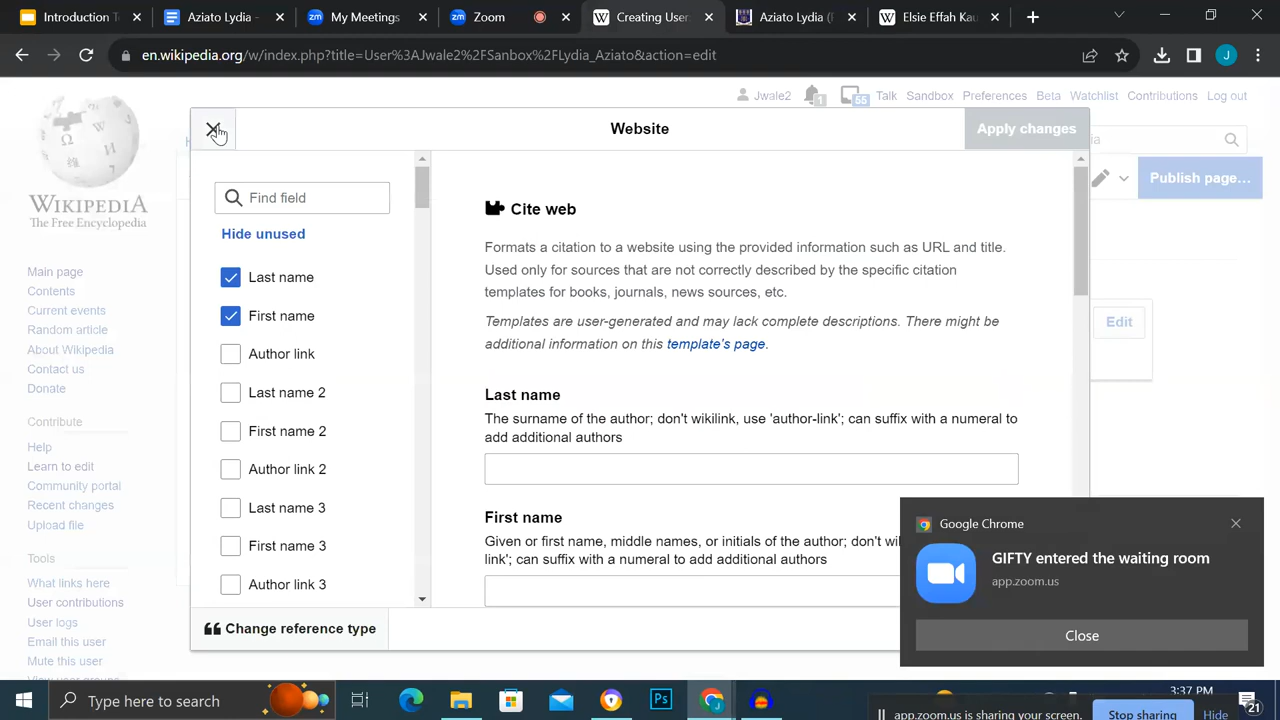 Introduction T
Aziato Lydia -
My Meetings
Zoom
Creating Use
Aziato Lydia (
Elsie Effah Kau
en.wikipedia.org/w/index.php?title=User%3AJwale2%2FSanbox%2FLydia_Aziato&action=edit
J
Jwale2
1
55
Talk
Sandbox
Preferences
Beta
Watchlist
Contributions
Log out
WIKIPEDIA
The Free Encyclopedia
Publish page...
Edit
Main page
Contents
Current events
Random article
About Wikipedia
Contact us
Donate
Contribute
Help
Learn to edit
Community portal
Recent changes
Upload file
Tools
What links here
User contributions
User logs
Email this user
Mute this user
View user groups
Website
Apply changes
Find field
Hide unused
Last name
First name
Author link
Last name 2
First name 2
Author link 2
Last name 3
First name 3
Author link 3
Change reference type
Cite web
Formats a citation to a website using the provided information such as URL and title.
Used only for sources that are not correctly described by the specific citation
templates for books, journals, news sources, etc.
Templates are user-generated and may lack complete descriptions. There might be
additional information on this template's page.
Last name
The surname of the author; don't wikilink, use 'author-link'; can suffix with a numeral to
add additional authors
First name
Given or first name, middle names, or initials of the author; don't wi
link'; can suffix with a numeral to add additional authors
Google Chrome
GIFTY entered the waiting room
app.zoom.us
Close
Type here to search
Ps
3:37 PM
21
app.zoom.us is sharing your screen.
Stop sharing
Hide